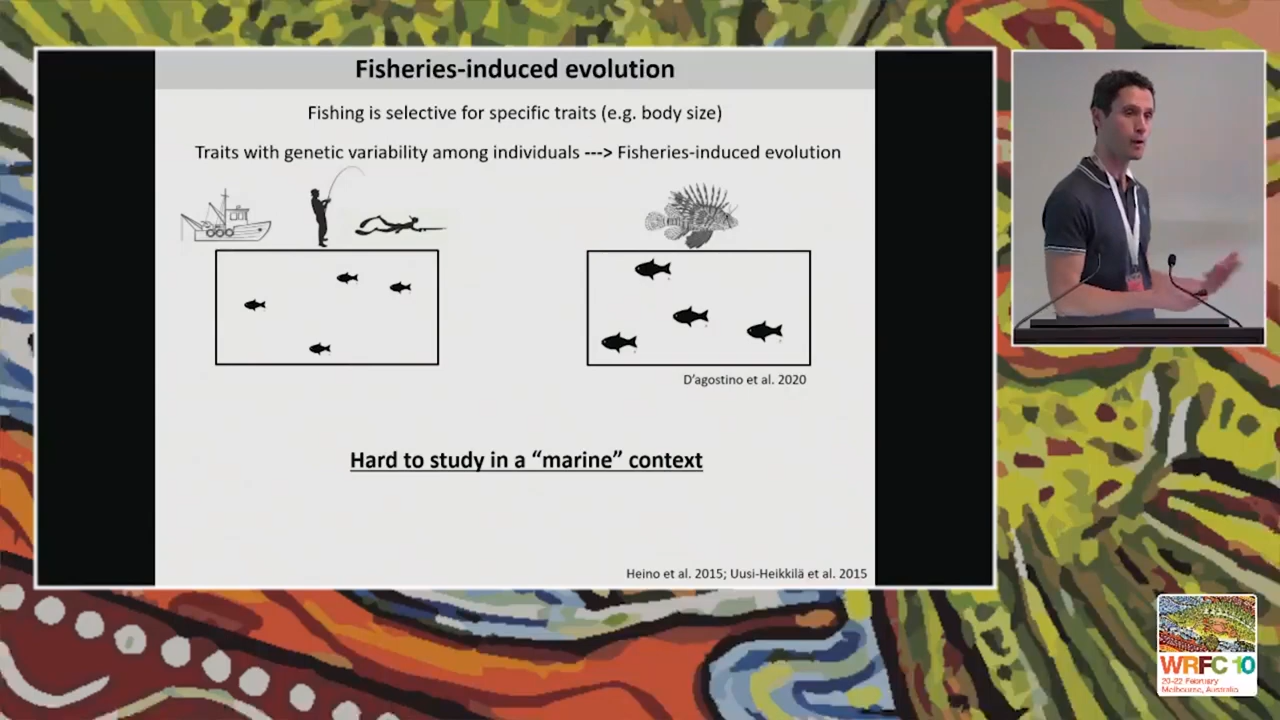 Fisheries-induced evolution
Fishing is selective for specific traits (e.g. body size)
Traits with genetic variability among individuals ---> Fisheries-induced evolution
D'agostino et al. 2020
Hard to study in a “marine” context
Heino et al. 2015; Uusi-Heikkilä et al. 2015
WRFC 10
20-22 February
Melbourne, Australia